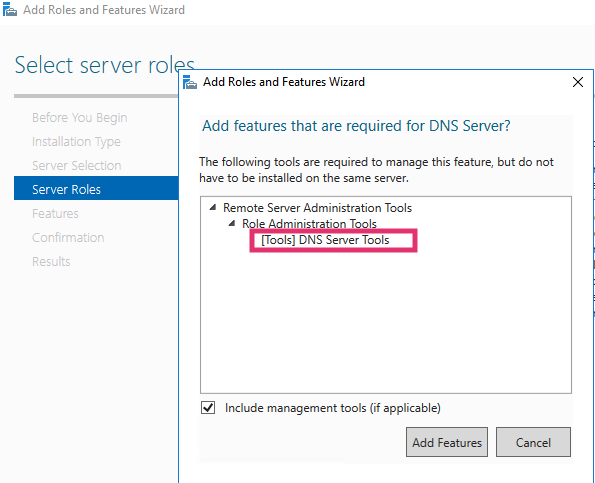 Add Roles and Features Wizard
Select server roles
Before You Begin
Installation Type
Server Selection
Server Roles
Features
Confirmation
Results
Add Roles and Features Wizard
Add features that are required for DNS Server?
The following tools are required to manage this feature, but do not
have to be installed on the same server.
Remote Server Administration Tools
Role Administration Tools
[Tools] DNS Server Tools
Include management tools (if applicable)
Add Features
Cancel